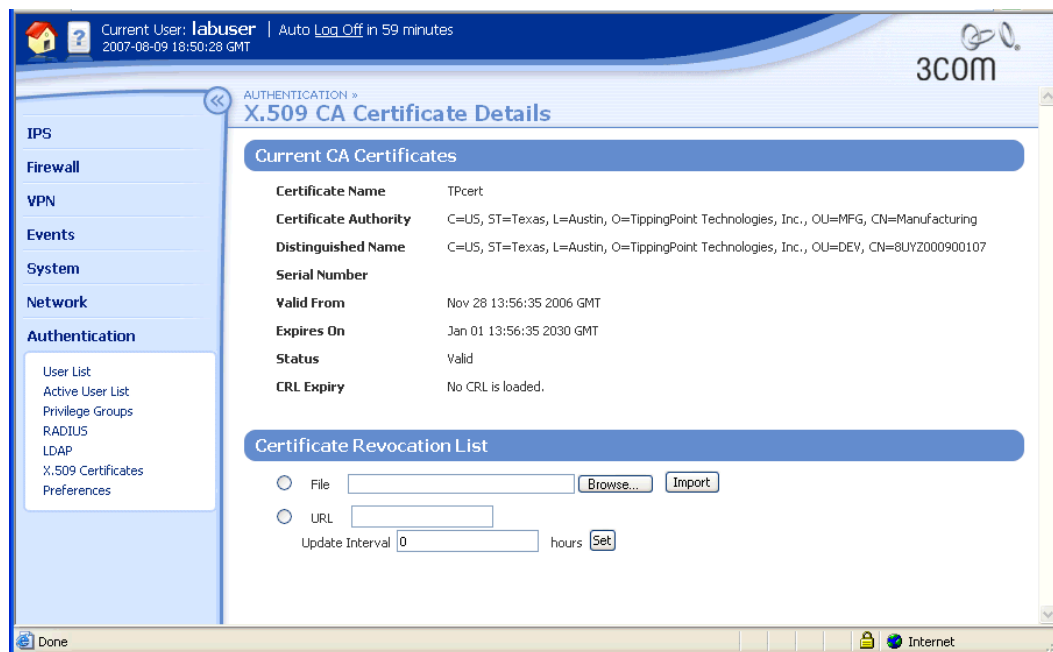 Current User: labuser | Auto Log Off in 59 minutes
2007-08-09 18:50:28 GMT
3COM
IPS
Firewall
VPN
Events
System
Network
Authentication
User List
Active User List
Privilege Groups
RADIUS
LDAP
X.509 Certificates
Preferences
AUTHENTICATION »
X.509 CA Certificate Details
Current CA Certificates
Certificate Name TPcert
Certificate Authority C=US, ST=Texas, L=Austin, O=TippingPoint Technologies, Inc., OU=MFG, CN=Manufacturing
Distinguished Name C=US, ST=Texas, L=Austin, O=TippingPoint Technologies, Inc., OU=DEV, CN=8UYZ000900107
Serial Number
Valid From Nov 28 13:56:35 2006 GMT
Expires On Jan 01 13:56:35 2030 GMT
Status Valid
CRL Expiry No CRL is loaded.
Certificate Revocation List
File Browse... Import
URL
Update Interval 0 hours Set
Done Internet